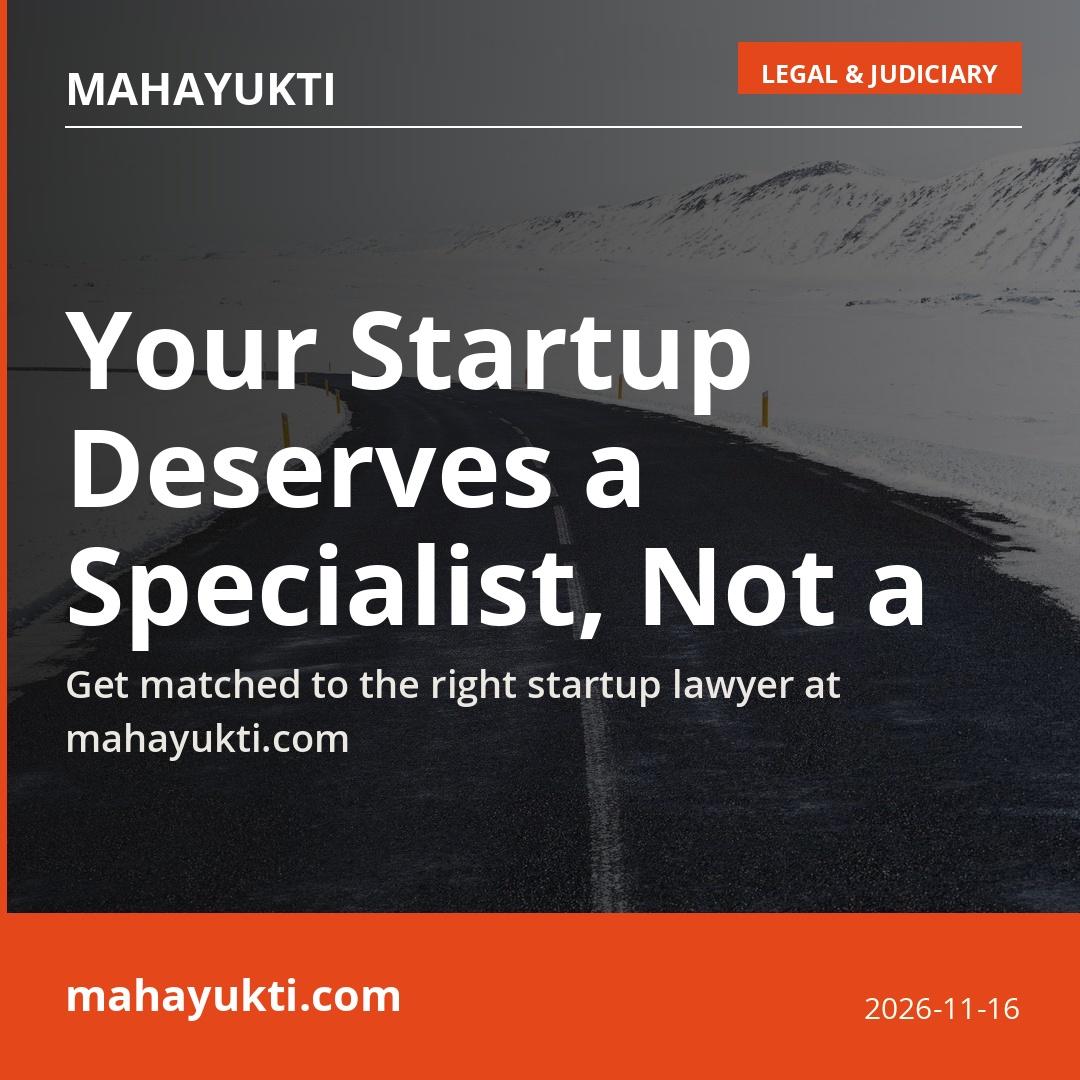 MAHAYUKTI
LEGAL & JUDICIARY
Your Startup
Deserves a
Specialist, Not a
Get matched to the right startup lawyer at
mahayukti.com
mahayukti.com
2026-11-16